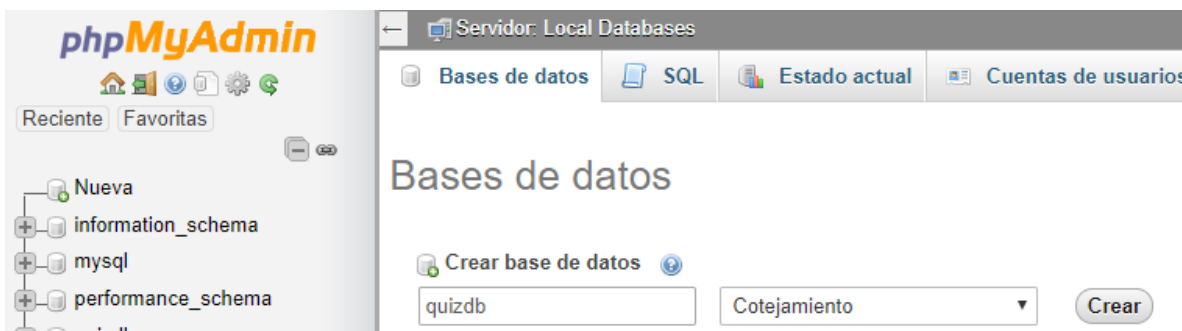 phpMyAdmin
Reciente Favoritas
Nueva
information_schema
mysql
performance_schema
Servidor: Local Databases
Bases de datos SQL Estado actual Cuentas de usuarios
Bases de datos
Crear base de datos
quizdb Cotejamiento Crear